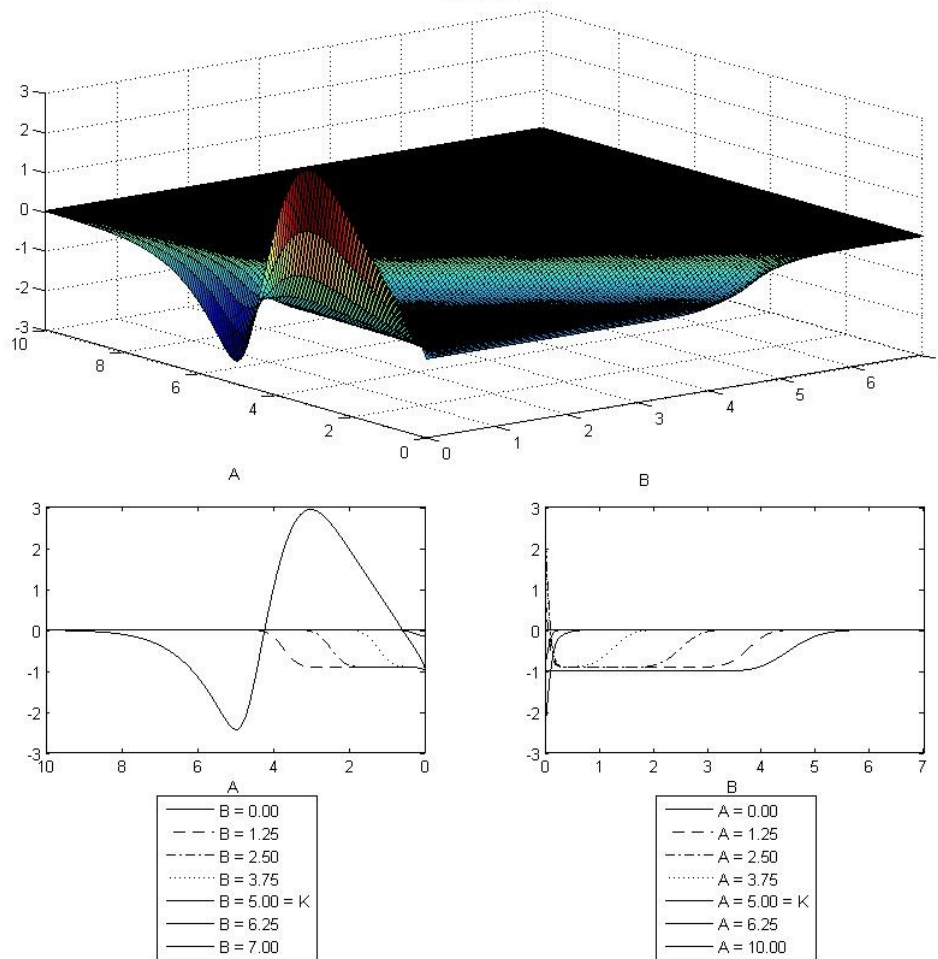 3
2
1
0
-1
-2
-3
10
8
6
4
2
0
0
1
2
3
4
5
6
A
B
3
2
1
0
-1
-2
-3
10 8 6 4 2 0
A
3
2
1
0
-1
-2
-3
0 1 2 3 4 5 6 7
B
B = 0.00
B = 1.25
B = 2.50
B = 3.75
B = 5.00 = K
B = 6.25
B = 7.00
A = 0.00
A = 1.25
A = 2.50
A = 3.75
A = 5.00 = K
A = 6.25
A = 10.00